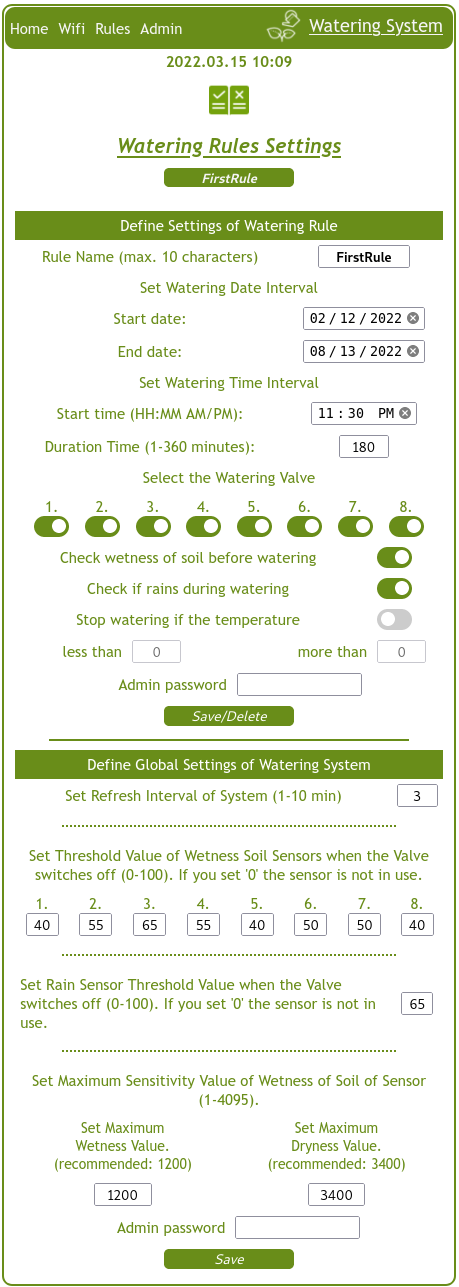 Home Wifi Rules Admin Watering System
2022.03.15 10:09
Watering Rules Settings
FirstRule
Define Settings of Watering Rule
Rule Name (max. 10 characters) FirstRule
Set Watering Date Interval
Start date: 02/12/2022
End date: 08/13/2022
Set Watering Time Interval
Start time (HH:MM AM/PM): 11:30 PM
Duration Time (1-360 minutes): 180
Select the Watering Valve
1. 2. 3. 4. 5. 6. 7. 8.
Check wetness of soil before watering
Check if rains during watering
Stop watering if the temperature
less than 0 more than 0
Admin password
Save/Delete
Define Global Settings of Watering System
Set Refresh Interval of System (1-10 min) 3
Set Threshold Value of Wetness Soil Sensors when the Valve
switches off (0-100). If you set '0' the sensor is not in use.
1. 2. 3. 4. 5. 6. 7. 8.
40 55 65 55 40 50 50 40
Set Rain Sensor Threshold Value when the Valve
switches off (0-100). If you set '0' the sensor is not in 65
use.
Set Maximum Sensitivity Value of Wetness of Soil of Sensor
(1-4095).
Set Maximum Set Maximum
Wetness Value. Dryness Value.
(recommended: 1200) (recommended: 3400)
1200 3400
Admin password
Save